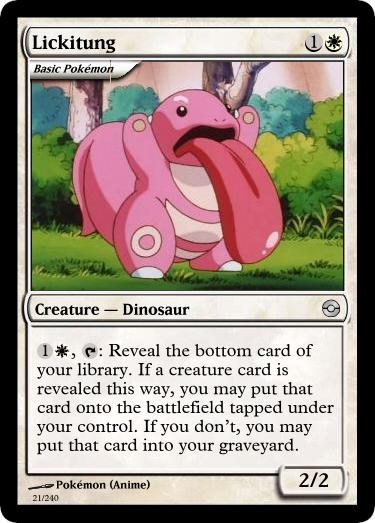 Lickitung 1
Basic Pokémon
Creature — Dinosaur
1, : Reveal the bottom card of
your library. If a creature card is
revealed this way, you may put that
card onto the battlefield tapped under
your control. If you don't, you may
put that card into your graveyard.
2/2
Pokémon (Anime)
21/240